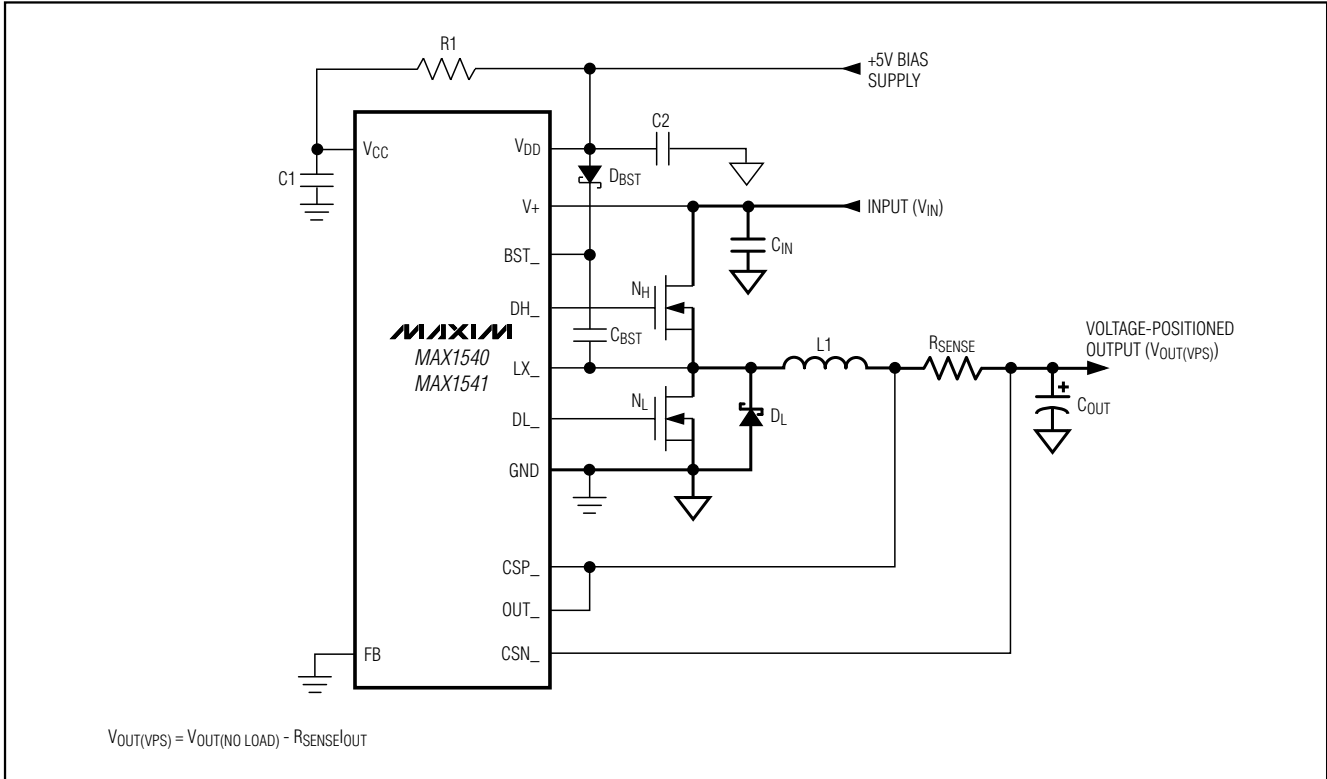 R1
+5V BIAS
SUPPLY
C2
VCC
VDD
C1
DBST
V+
INPUT (VIN)
CIN
BST_
NH
DH_
CBST
MAXIM
MAX1540
MAX1541
LX_
L1
RSENSE
VOLTAGE-POSITIONED
OUTPUT (VOUT(VPS))
NL
DL_
DL
COUT
+
GND
CSP_
OUT_
FB
CSN_
VOUT(VPS) = VOUT(NO LOAD) - RSENSEIOUT